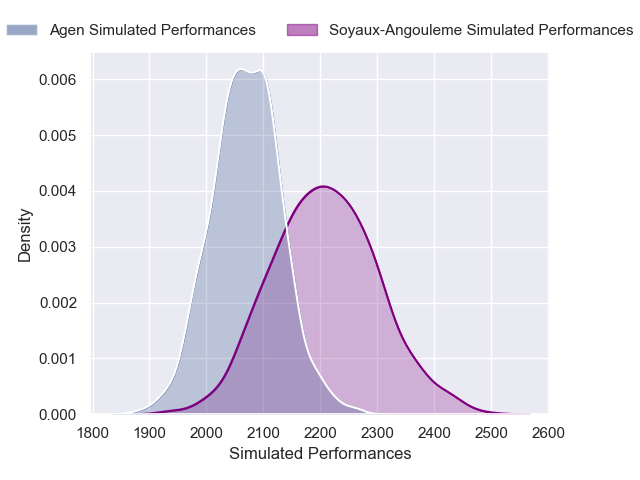 Agen Simulated Performances
Soyaux-Angouleme Simulated Performances
0.006
0.005
0.004
0.003
0.002
0.001
0.000
Density
1800 1900 2000 2100 2200 2300 2400 2500 2600
Simulated Performances